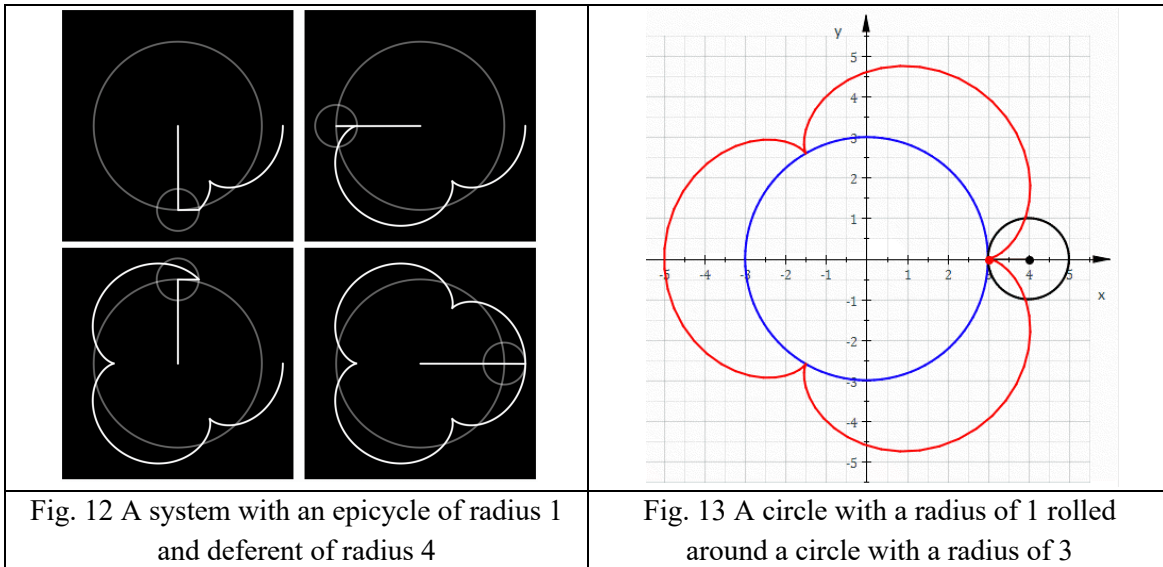 y
5
4
3
2
1
-5 -4 -3 -2 -1 1 2 3 4 5
x
-1
-2
-3
-4
-5
Fig. 12 A system with an epicycle of radius 1
and deferent of radius 4
Fig. 13 A circle with a radius of 1 rolled
around a circle with a radius of 3